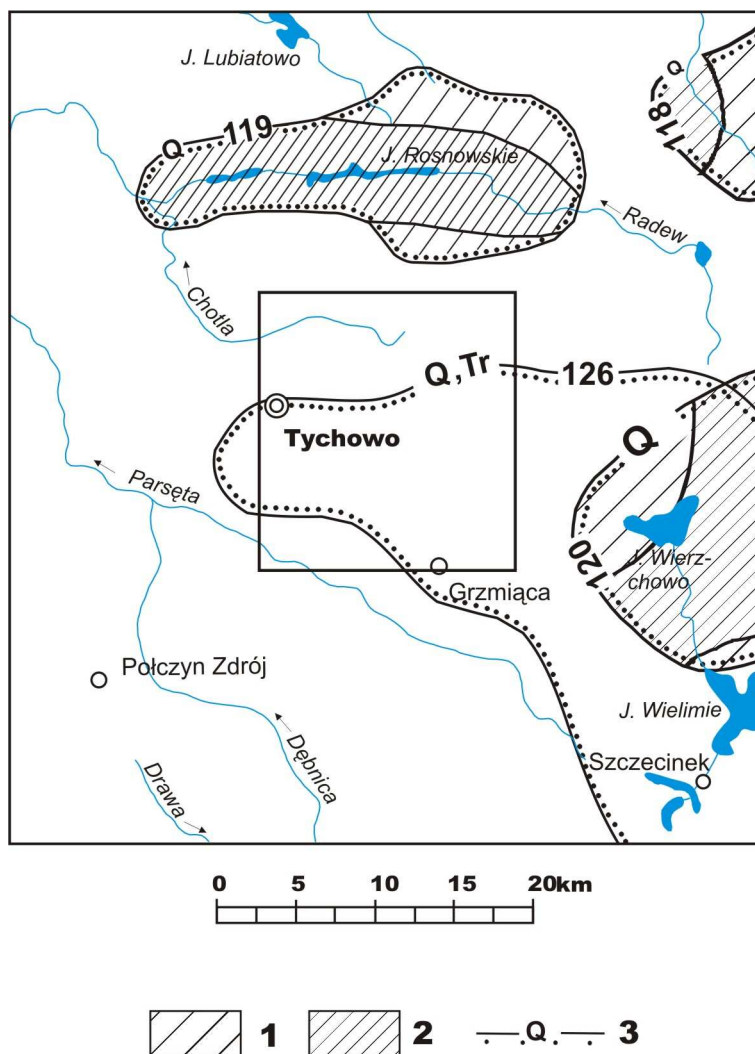 J. Lubiatowo
Q
118
Q
119
J. Rosnowskie
Radew
Chotla
Q,Tr
126
Tychowo
Q
Parsęta
120
J. Wierz-
chowo
Grzmiąca
Połczyn Zdrój
J. Wielimie
Dębnica
Szczecinek
Drawa
0 5 10 15 20km
1 2 Q 3